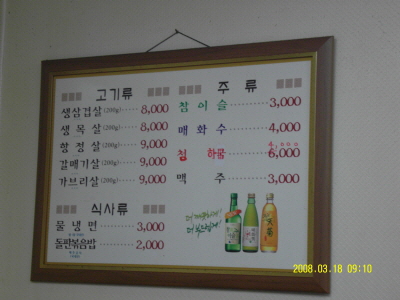 고기류
생삼겹살(200g) 8,000
생목살(200g) 8,000
항정살(200g) 9,000
갈매기살(200g) 9,000
가브리살(200g) 9,000
식사류
물냉면 3,000
돌판볶음밥 2,000
주류
참이슬 3,000
매화수 4,000
4,000
6,000
맥주 3,000
2008.03.18 09:10